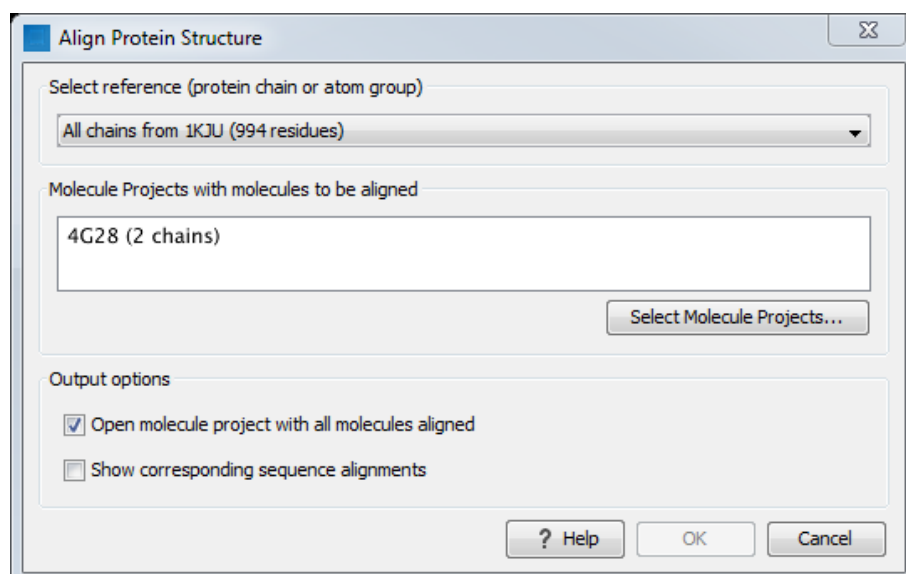 Align Protein Structure
Select reference (protein chain or atom group)
All chains from 1KJU (994 residues)
Molecule Projects with molecules to be aligned
4G28 (2 chains)
Select Molecule Projects...
Output options
Open molecule project with all molecules aligned
Show corresponding sequence alignments
? Help OK Cancel